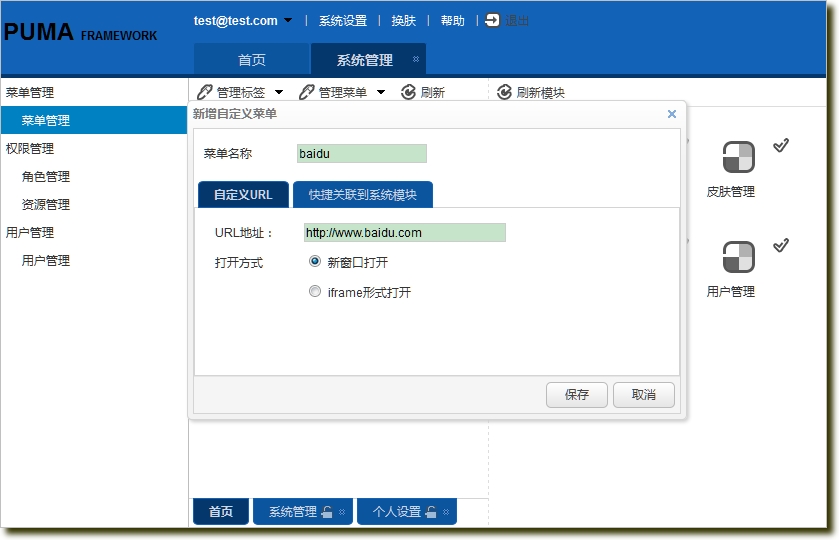 PUMA FRAMEWORK
test@test.com | 系统设置 | 换肤 | 帮助 | 退出
首页 系统管理
菜单管理
菜单管理
权限管理
角色管理
资源管理
用户管理
用户管理
管理标签 管理菜单 刷新 刷新模块
新增自定义菜单
菜单名称 baidu
自定义URL 快捷关联到系统模块
URL地址： http://www.baidu.com
打开方式 新窗口打开
iframe形式打开
保存 取消
皮肤管理
用户管理
首页 系统管理 个人设置